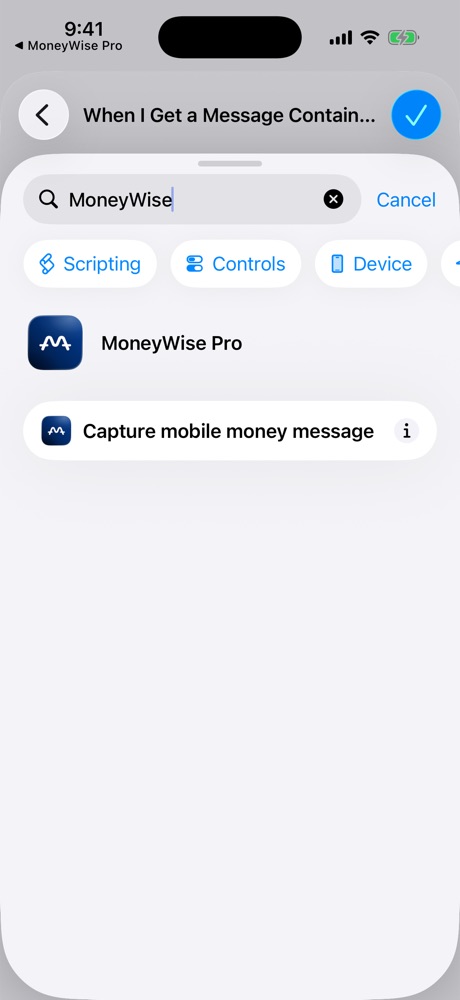 9:41
◀ MoneyWise Pro
When I Get a Message Contain...
MoneyWise
Cancel
Scripting
Controls
Device
MoneyWise Pro
Capture mobile money message